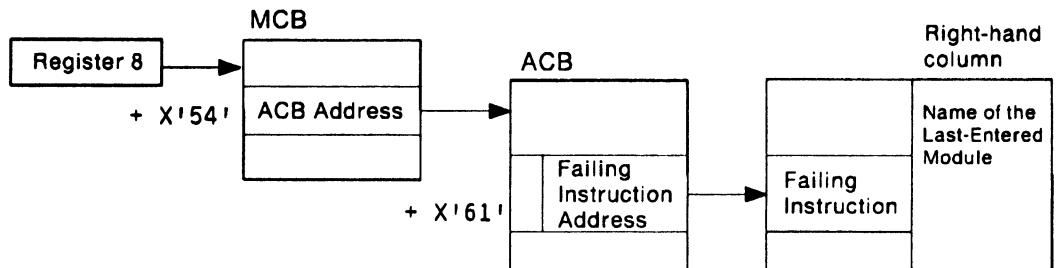 MCB
Register 8
+ X'54'
ACB Address
ACB
+ X'61'
Failing
Instruction
Address
Right-hand
column
Name of the
Last-Entered
Module
Failing
Instruction